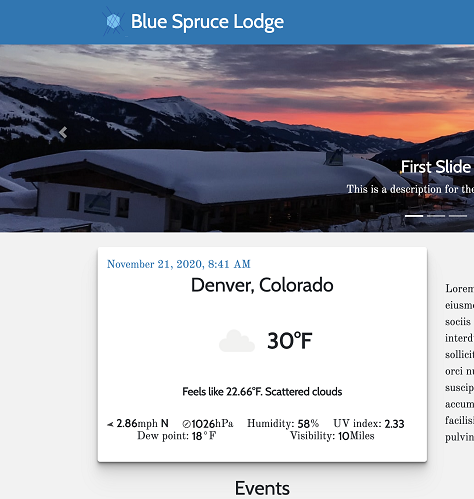 Blue Spruce Lodge
First Slide
This is a description for the
November 21, 2020, 8:41 AM
Denver, Colorado
30°F
Feels like 22.66°F. Scattered clouds
2.86mph N 1026hPa Humidity: 58% UV index: 2.33
Dew point: 18°F Visibility: 10Miles
Lorem
eiusmo
sociis
interd
sollicit
orci nu
suscip
accum
facilis
pulvin
Events